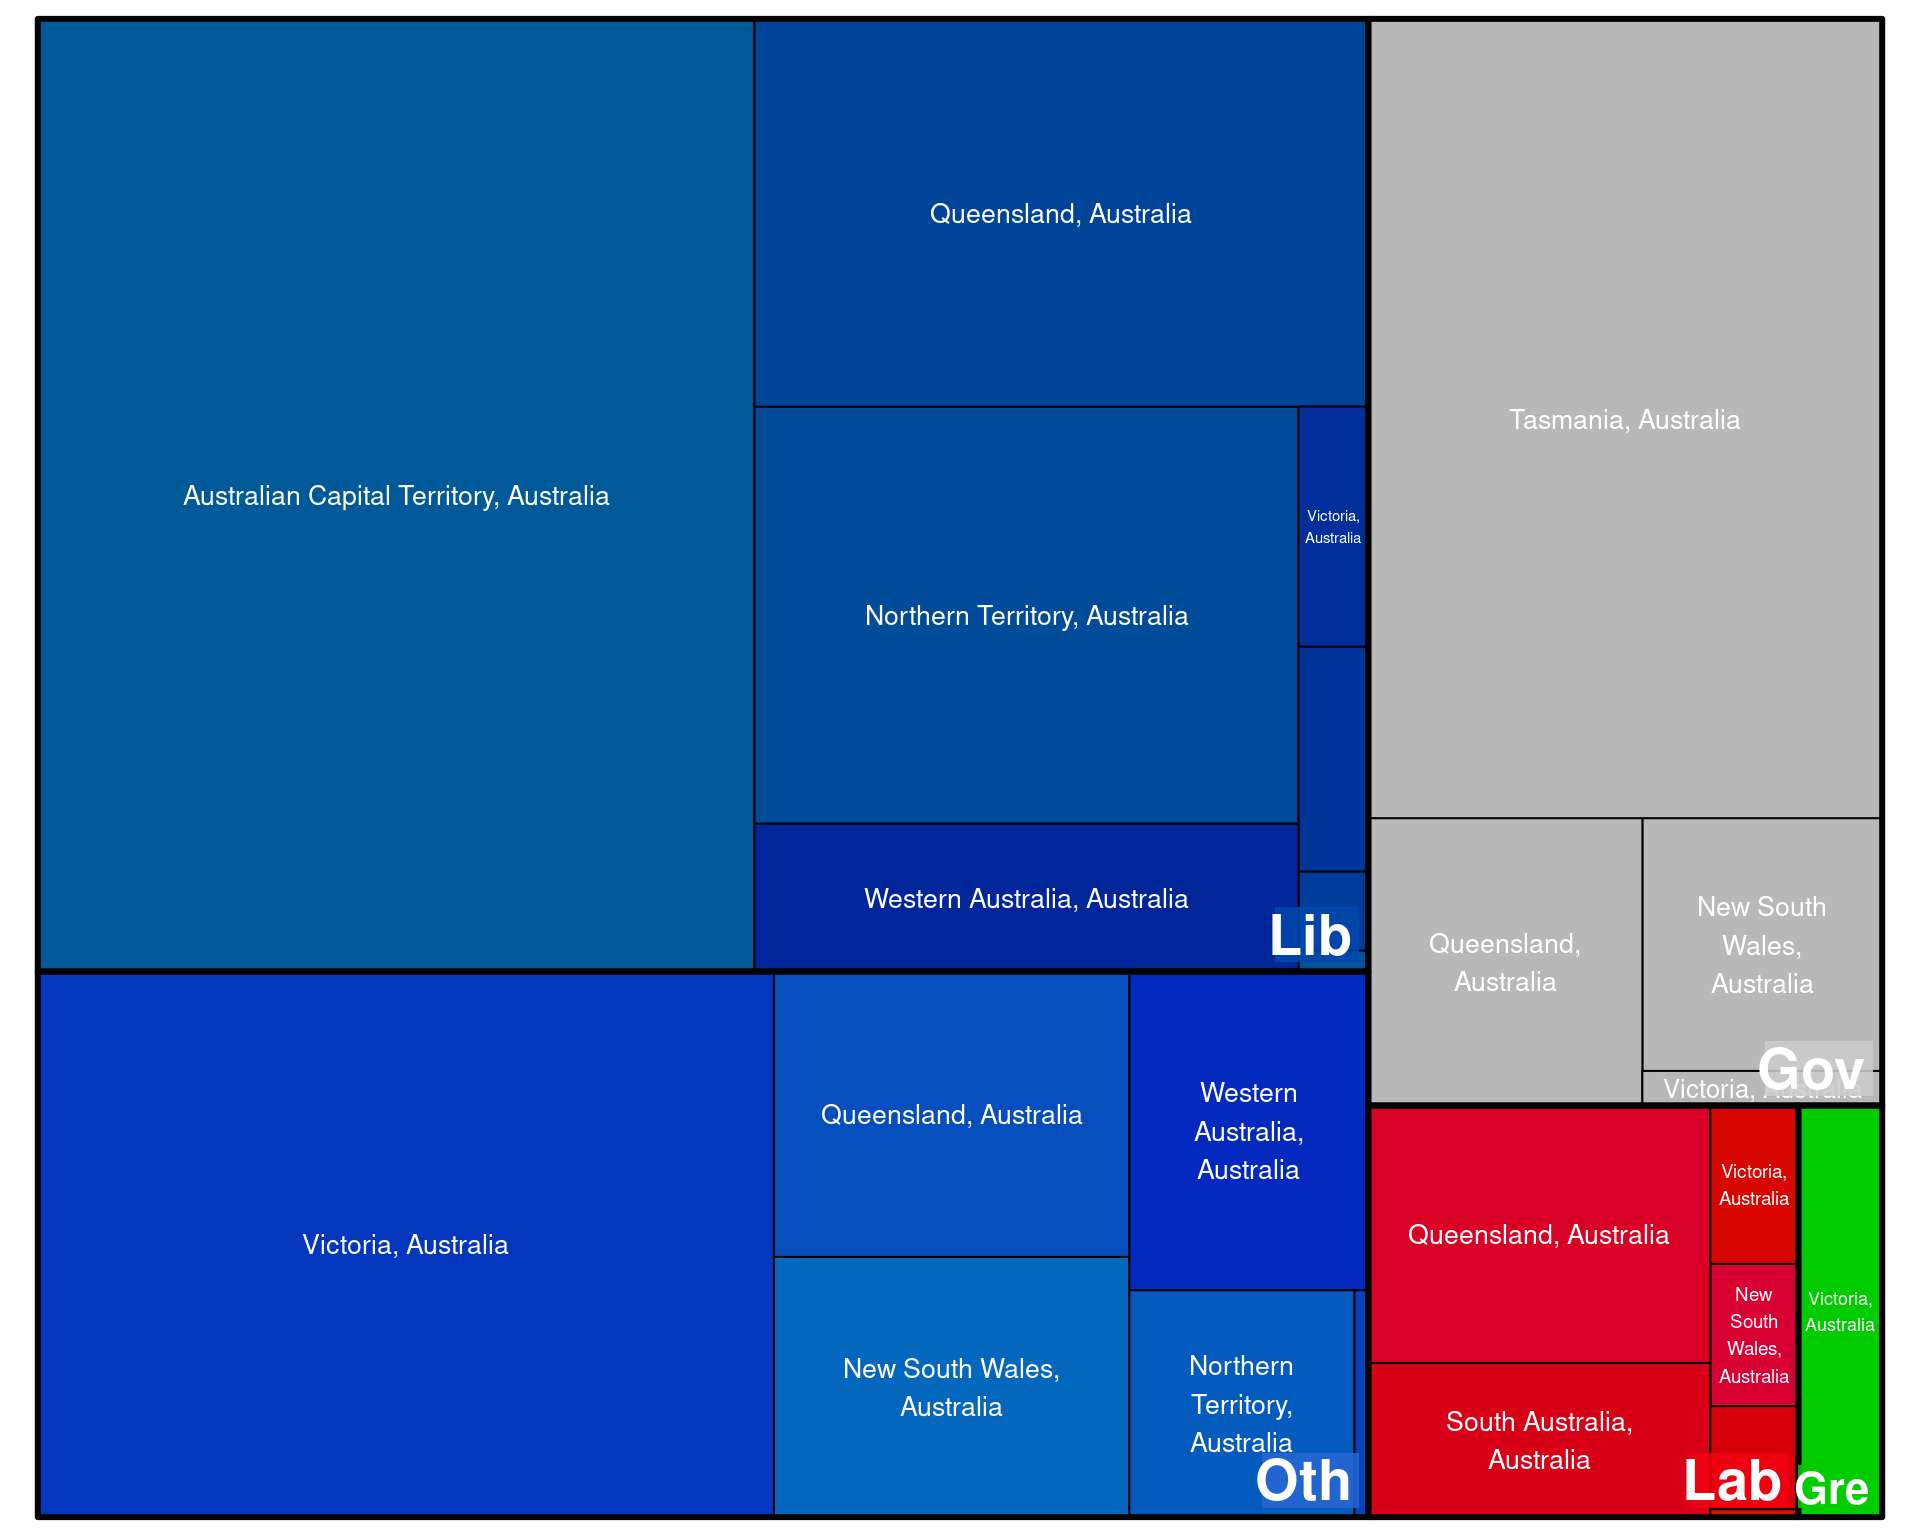 Australian Capital Territory, Australia
Queensland, Australia
Northern Territory, Australia
Victoria,
Australia
Western Australia, Australia
Lib
Tasmania, Australia
Queensland,
Australia
New South
Wales,
Australia
Victoria, Australia
Gov
Victoria, Australia
Queensland, Australia
New South Wales,
Australia
Western
Australia,
Australia
Northern
Territory,
Australia
Oth
Queensland, Australia
South Australia,
Australia
Victoria,
Australia
New
South
Wales,
Australia
Lab
Victoria,
Australia
Gre